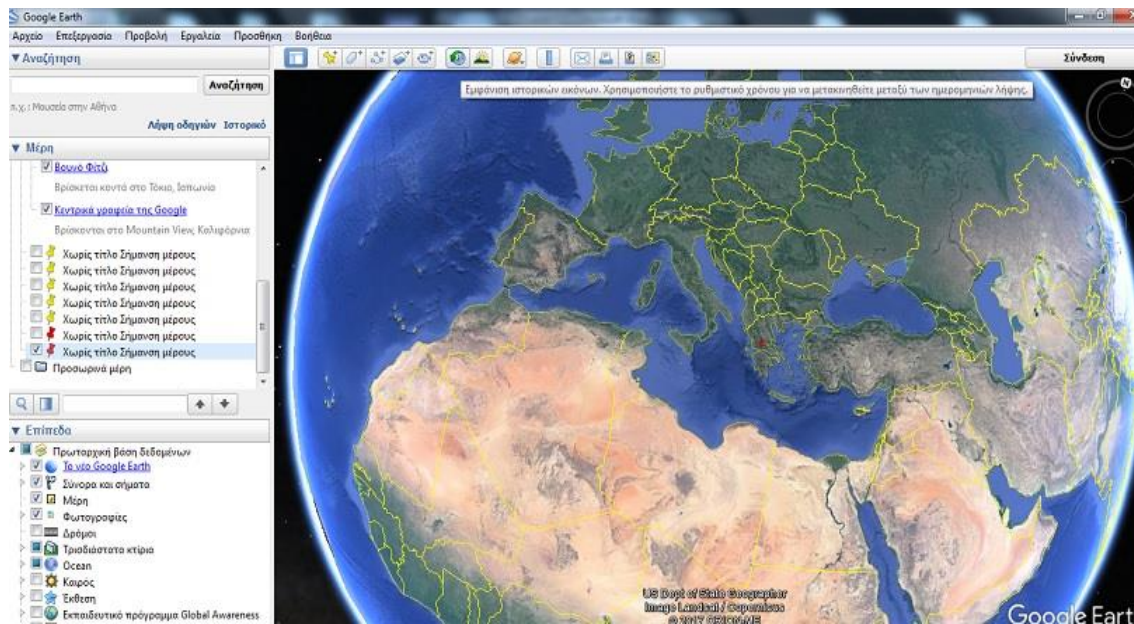 Google Earth
Αρχείο Επεξεργασία Προβολή Εργαλεία Προσθήκη Βοήθεια
▼ Αναζήτηση
Σύνδεση
Αναζήτηση
Εμφάνιση ιστορικών εικόνων. Χρησιμοποιήστε το ρυθμιστικό χρόνου για να μετακινηθείτε μεταξύ των ημερομηνιών λήψης.
π.χ.: Μουσεία στην Αθήνα
Λήψη οδηγιών Ιστορικό
▼ Μέρη
Βουνό Φίτζι
Βρίσκεται κοντά στο Τόκιο, Ιαπωνία
Κεντρικά γραφεία της Google
Βρίσκονται στο Mountain View, Καλιφόρνια
Χωρίς τίτλο Σήμανση μέρους
Χωρίς τίτλο Σήμανση μέρους
Χωρίς τίτλο Σήμανση μέρους
Χωρίς τίτλο Σήμανση μέρους
Χωρίς τίτλο Σήμανση μέρους
Χωρίς τίτλο Σήμανση μέρους
Χωρίς τίτλο Σήμανση μέρους
Προσωρινά μέρη
▼ Επίπεδα
Πρωταρχική βάση δεδομένων
Το νέο Google Earth
Σύνορα και σήματα
Μέρη
Φωτογραφίες
Δρόμοι
Τρισδιάστατα κτίρια
Ocean
Καιρός
Έκθεση
Εκπαιδευτικό πρόγραμμα Global Awareness
US Dept of State Geographer
Image Landsat / Copernicus
© 2017 ORION-ME
Google Eart